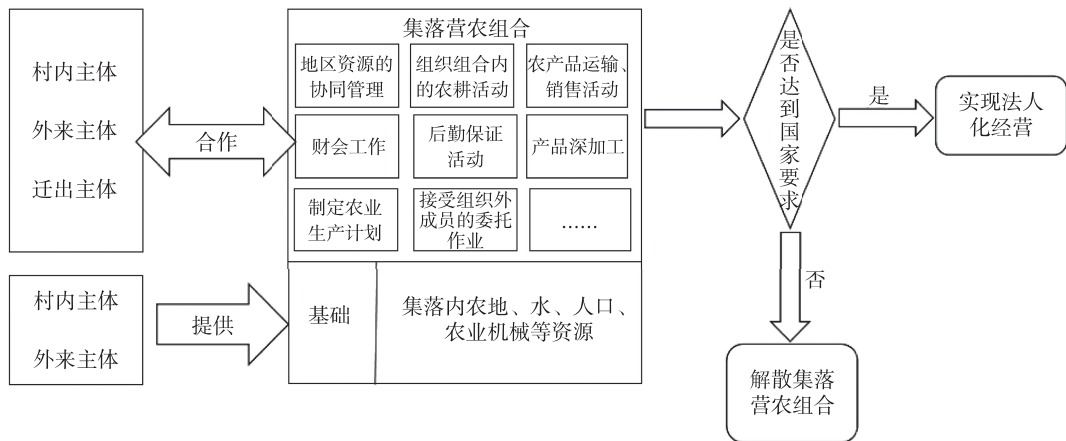 村内主体
外来主体
迁出主体
合作
集落营农组合
地区资源的
协同管理
组织组合内
的农耕活动
农产品运输、
销售活动
财会工作
后勤保证
活动
产品深加工
制定农业
生产计划
接受组织外
成员的委托
作业
……
村内主体
外来主体
提供
基础
集落内农地、水、人口、
农业机械等资源
是否达到国家要求
是
实现法人
化经营
否
解散集落
营农组合